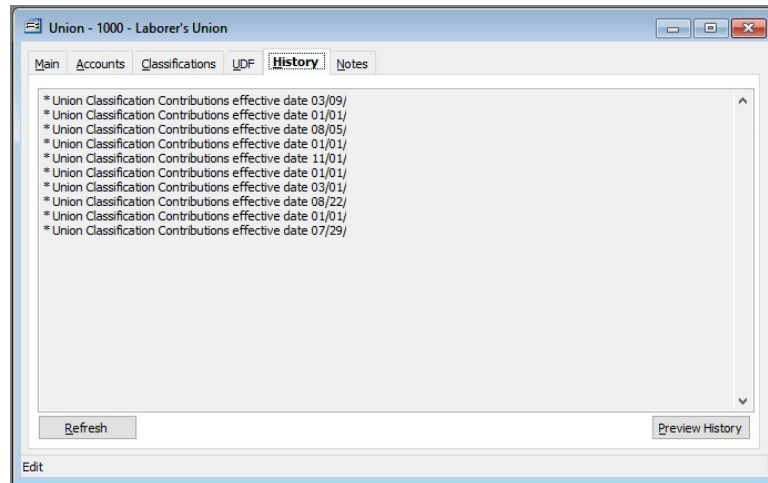 Union - 1000 - Laborer's Union
Main Accounts Classifications UDF History Notes
* Union Classification Contributions effective date 03/09/
* Union Classification Contributions effective date 01/01/
* Union Classification Contributions effective date 08/05/
* Union Classification Contributions effective date 01/01/
* Union Classification Contributions effective date 11/01/
* Union Classification Contributions effective date 01/01/
* Union Classification Contributions effective date 03/01/
* Union Classification Contributions effective date 08/22/
* Union Classification Contributions effective date 01/01/
* Union Classification Contributions effective date 07/29/
Refresh Preview History
Edit